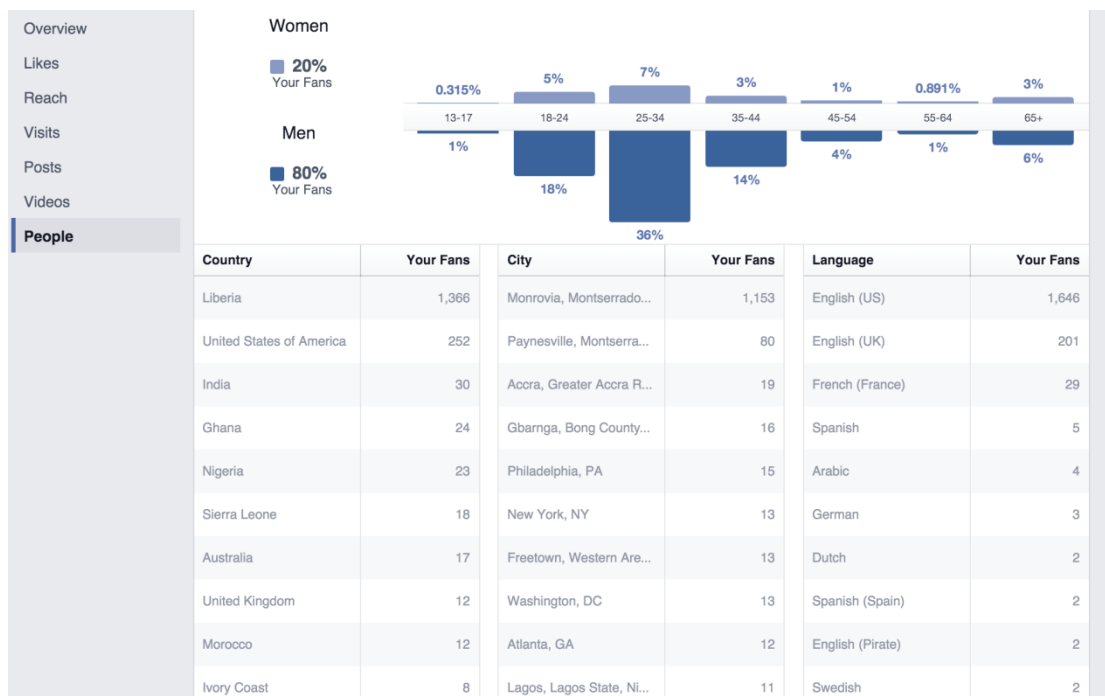 Overview
Likes
Reach
Visits
Posts
Videos
People
Women
20%
Your Fans
Men
80%
Your Fans
0.315% 5% 7% 3% 1% 0.891% 3%
13-17 18-24 25-34 35-44 45-54 55-64 65+
1% 18% 36% 14% 4% 1% 6%
Country Your Fans City Your Fans Language Your Fans
Liberia 1,366 Monrovia, Montserrado... 1,153 English (US) 1,646
United States of America 252 Paynesville, Montserra... 80 English (UK) 201
India 30 Accra, Greater Accra R... 19 French (France) 29
Ghana 24 Gbarnga, Bong County... 16 Spanish 5
Nigeria 23 Philadelphia, PA 15 Arabic 4
Sierra Leone 18 New York, NY 13 German 3
Australia 17 Freetown, Western Are... 13 Dutch 2
United Kingdom 12 Washington, DC 13 Spanish (Spain) 2
Morocco 12 Atlanta, GA 12 English (Pirate) 2
Ivory Coast 8 Lagos, Lagos State, Ni... 11 Swedish 2